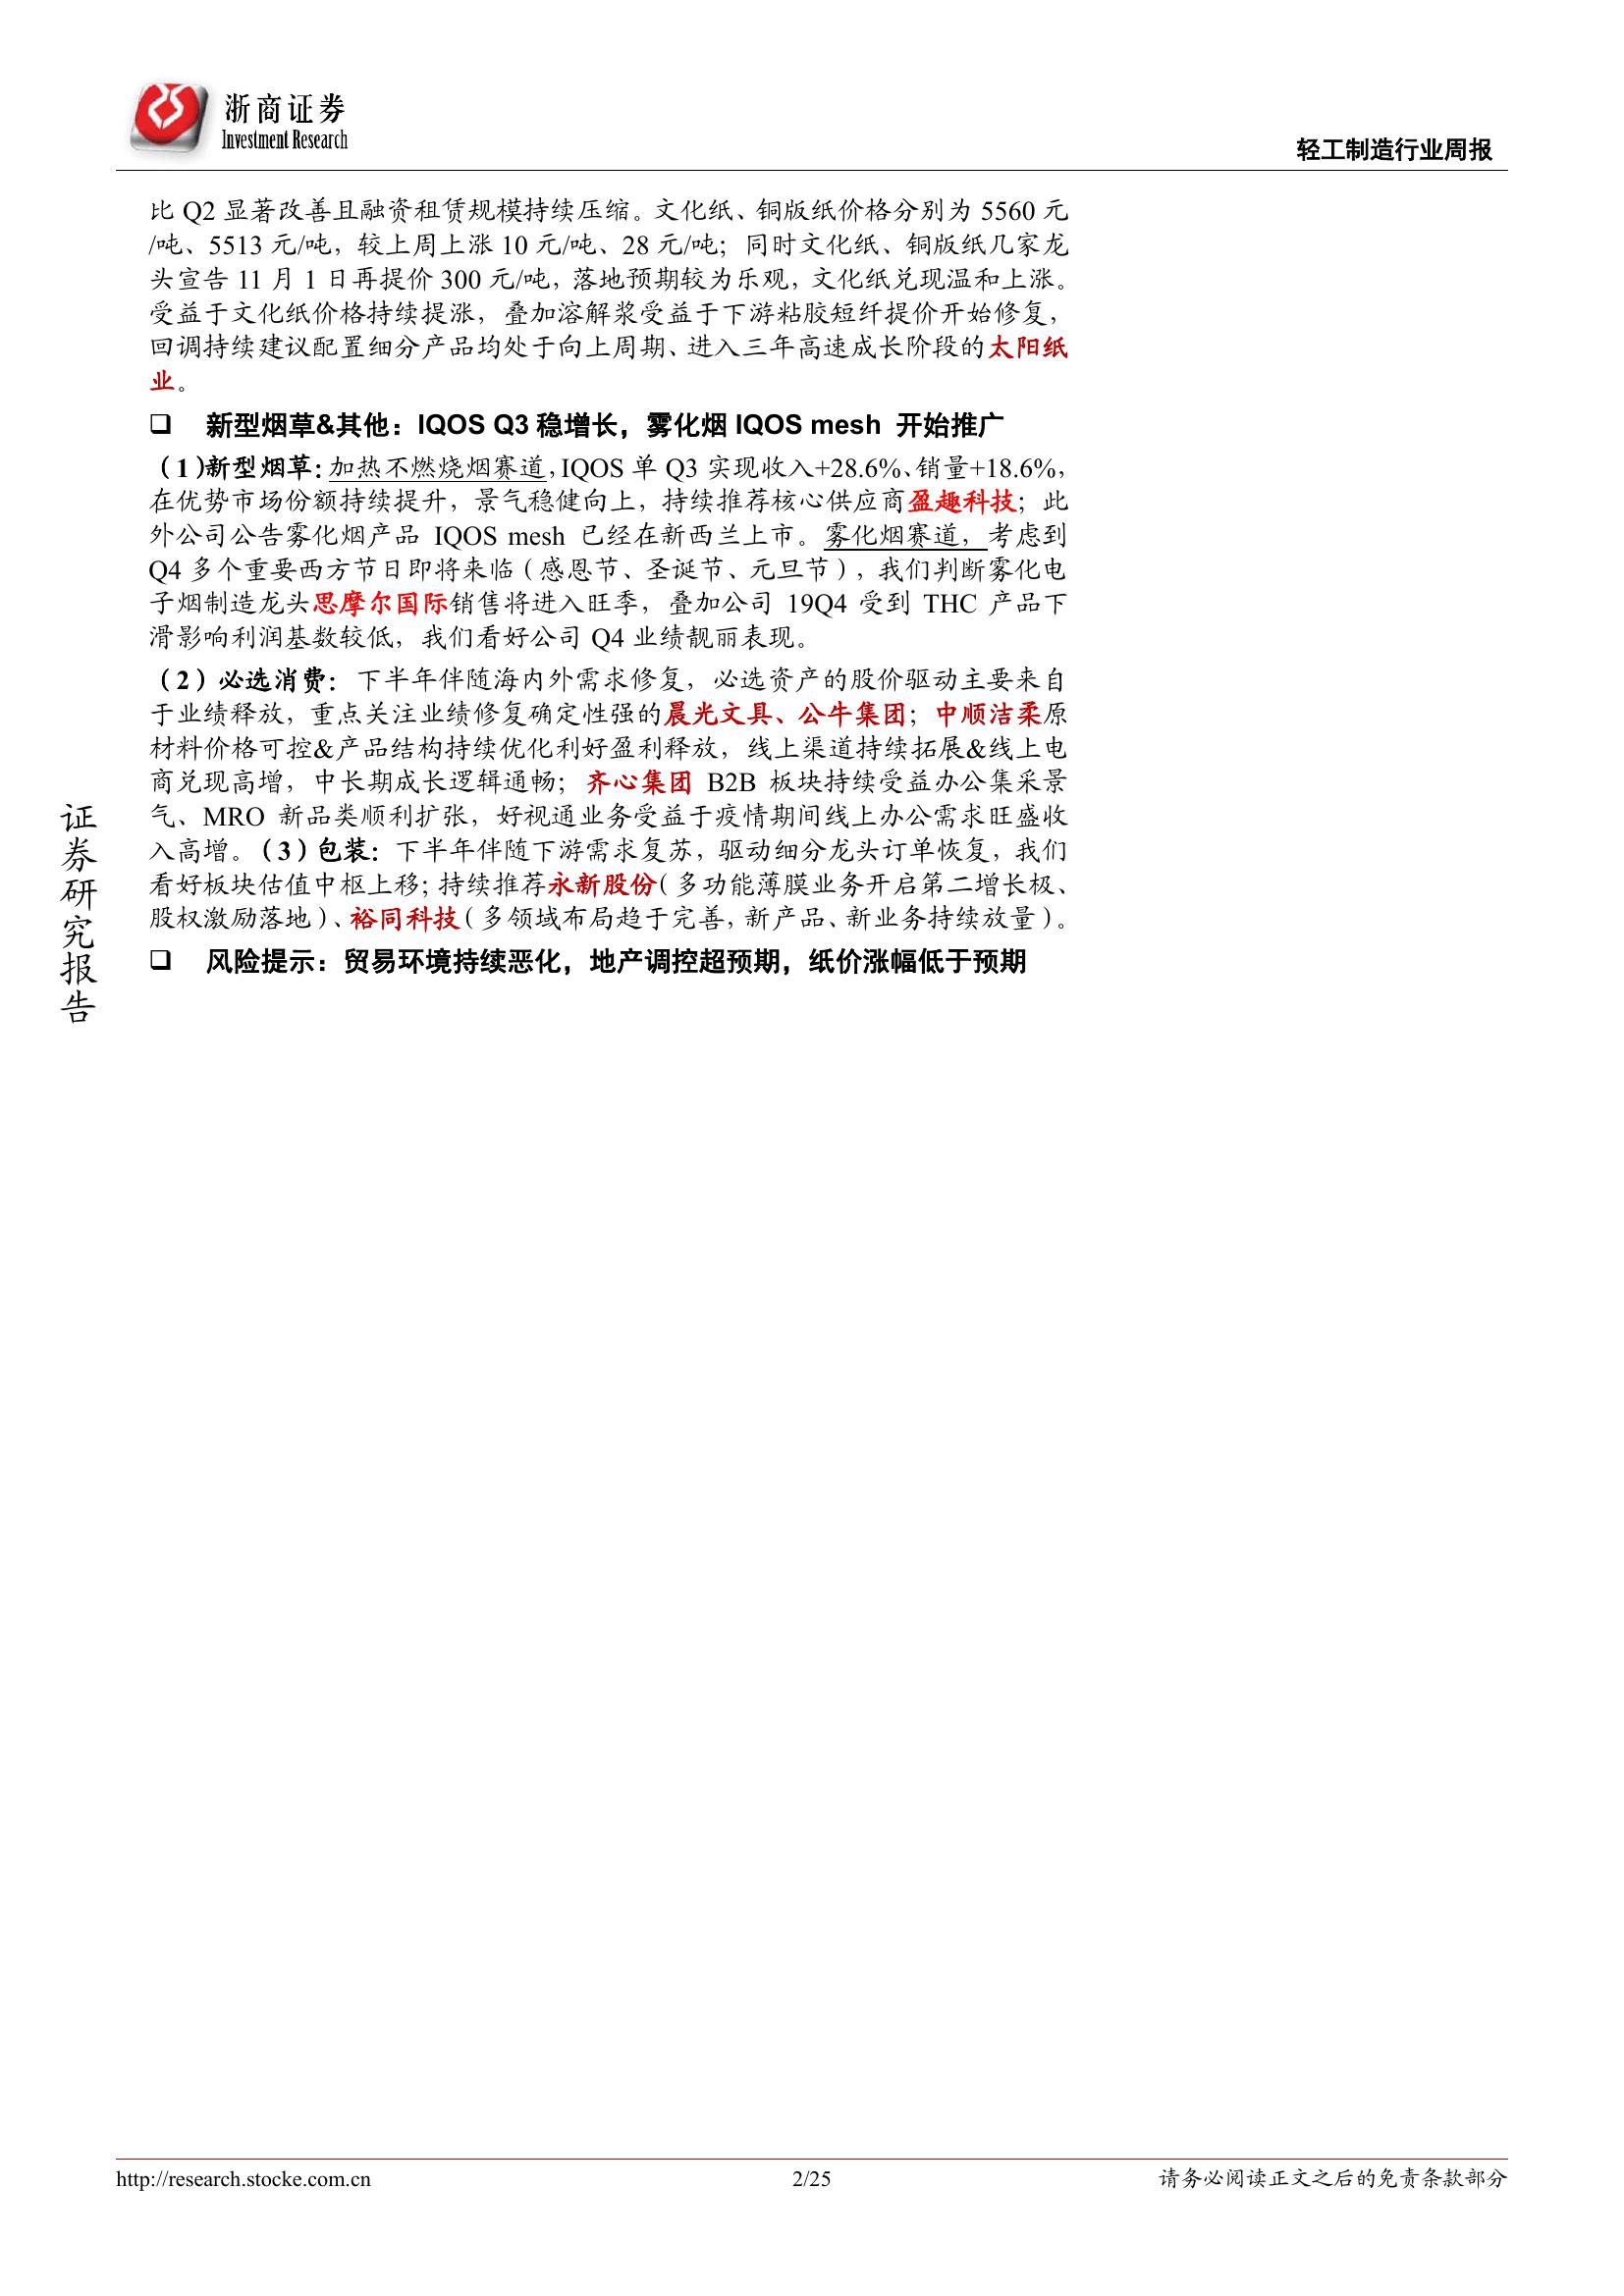 浙商证券
Investment Research
轻工制造行业周报
比 Q2 显著改善且融资租赁规模持续压缩。文化纸、铜版纸价格分别为 5560 元
/吨、5513 元/吨，较上周上涨 10 元/吨、28 元/吨；同时文化纸、铜版纸几家龙
头宣告 11 月 1 日再提价 300 元/吨，落地预期较为乐观，文化纸兑现温和上涨。
受益于文化纸价格持续提涨，叠加溶解浆受益于下游粘胶短纤提价开始修复，
回调持续建议配置细分产品均处于向上周期、进入三年高速成长阶段的太阳纸
业。
❑ 新型烟草&其他：IQOS Q3 稳增长，雾化烟 IQOS mesh 开始推广
（1）新型烟草：加热不燃烧烟赛道，IQOS 单 Q3 实现收入+28.6%、销量+18.6%，
在优势市场份额持续提升，景气稳健向上，持续推荐核心供应商盈趣科技；此
外公司公告雾化烟产品 IQOS mesh 已经在新西兰上市。雾化烟赛道，考虑到
Q4 多个重要西方节日即将来临（感恩节、圣诞节、元旦节），我们判断雾化电
子烟制造龙头思摩尔国际销售将进入旺季，叠加公司 19Q4 受到 THC 产品下
滑影响利润基数较低，我们看好公司 Q4 业绩靓丽表现。
（2）必选消费：下半年伴随海内外需求修复，必选资产的股价驱动主要来自
于业绩释放，重点关注业绩修复确定性强的晨光文具、公牛集团；中顺洁柔原
材料价格可控&产品结构持续优化利好盈利释放，线上渠道持续拓展&线上电
商兑现高增，中长期成长逻辑通畅；齐心集团 B2B 板块持续受益办公集采景
气、MRO 新品类顺利扩张，好视通业务受益于疫情期间线上办公需求旺盛收
入高增。（3）包装：下半年伴随下游需求复苏，驱动细分龙头订单恢复，我们
看好板块估值中枢上移；持续推荐永新股份（多功能薄膜业务开启第二增长极、
股权激励落地）、裕同科技（多领域布局趋于完善，新产品、新业务持续放量）。
❑ 风险提示：贸易环境持续恶化，地产调控超预期，纸价涨幅低于预期
证券研究报告
http://research.stocke.com.cn
2/25
请务必阅读正文之后的免责条款部分